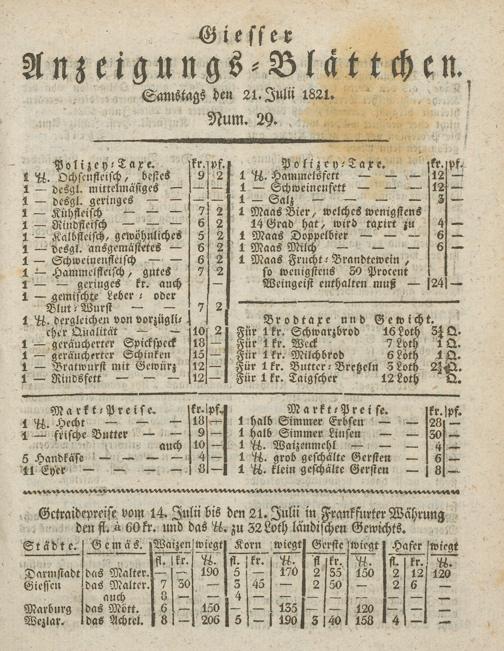 Giesser
Anzeigungs-Blättchen.
Samstags den 21. Julii 1821.
Num. 29.
Polizey-Taxe. kr. pf.
1 ℔. Ochsenfleisch, bestes 9 2
1 — desgl. mittelmäsiges — —
1 — desgl. geringes — — —
1 — Kuhfleisch — — 7 2
1 — Rindfleisch — — 6 2
1 — Kalbfleisch, gewöhnliches 5 2
1 — desgl. ausgemästetes — 6 2
1 — Schweinenfleisch — 6 2
1 — Hammelfleisch, gutes 7 2
1 — — geringes kr. auch — —
1 — gemischte Leber- oder
Blut-Wurst 7 2
1 ℔. dergleichen von vorzügli-
cher Qualität — — 10 2
1 — geräucherter Spickspeck 18 —
1 — geräucherter Schinken 15 —
1 — Bratwurst mit Gewürz 12 —
1 — Rindsfett — — 12 —
Polizey-Taxe. kr. pf.
1 ℔. Hammelsfett — 12 —
1 — Schweinenfett — 12 —
1 — Salz — — 3 —
1 Maas Bier, welches wenigstens
14 Grad hat, wird taxirt zu 4 —
1 Maas Doppelbier — — 6 —
1 Maas Milch — — 6 —
1 Maas Frucht-Brandtewein,
so wenigstens 50 Procent
Weingeist enthalten muß — 24 —
Brodtaxe und Gewicht.
Für 1 kr. Schwarzbrod 16 Loth Q.
Für 1 kr. Weck 7 Loth 1 Q.
Für 1 kr. Milchbrod 6 Loth 1 Q.
Für 1 kr. Butter-Bretzeln 3 Loth Q.
Für 1 kr. Taigscher 12 Loth Q.
Markt-Preise. kr. pf.
1 ℔. Hecht — — 18 —
1 — frische Butter — — 9 —
auch 10 —
5 Handkäse — — — 4 —
11 Eyer — — — 8 —
Markt-Preise. kr. pf.
1 halb Simmer Erbsen — 28 —
1 halb Simmer Linsen — 30 —
1 ℔. Waizenmehl — — 4 —
1 ℔. grob geschälte Gersten — 6 —
1 ℔. klein geschälte Gersten — 8 —
Getraidepreise vom 14. Julii bis den 21. Julii in Frankfurter Währung
den fl. à 60 kr. und das ℔. zu 32 Loth ländischen Gewichts.
Städte. Gemäs. Waizen wiegt Korn wiegt Gerste wiegt Hafer wiegt
fl. kr. ℔. fl. kr. ℔. fl. kr. ℔. fl. kr. ℔.
Darmstadt das Malter. — — 190 5 — 170 2 35 150 2 12 120
Giessen das Malter. 7 30 — 3 45 — 2 50 — 2 6 —
auch 8 — — 4 —
Marburg das Mött. 6 — 150 — — 135 — — 120 — — —
Wezlar. das Achtel. 8 — 206 5 — 190 3 40 158 4 — —